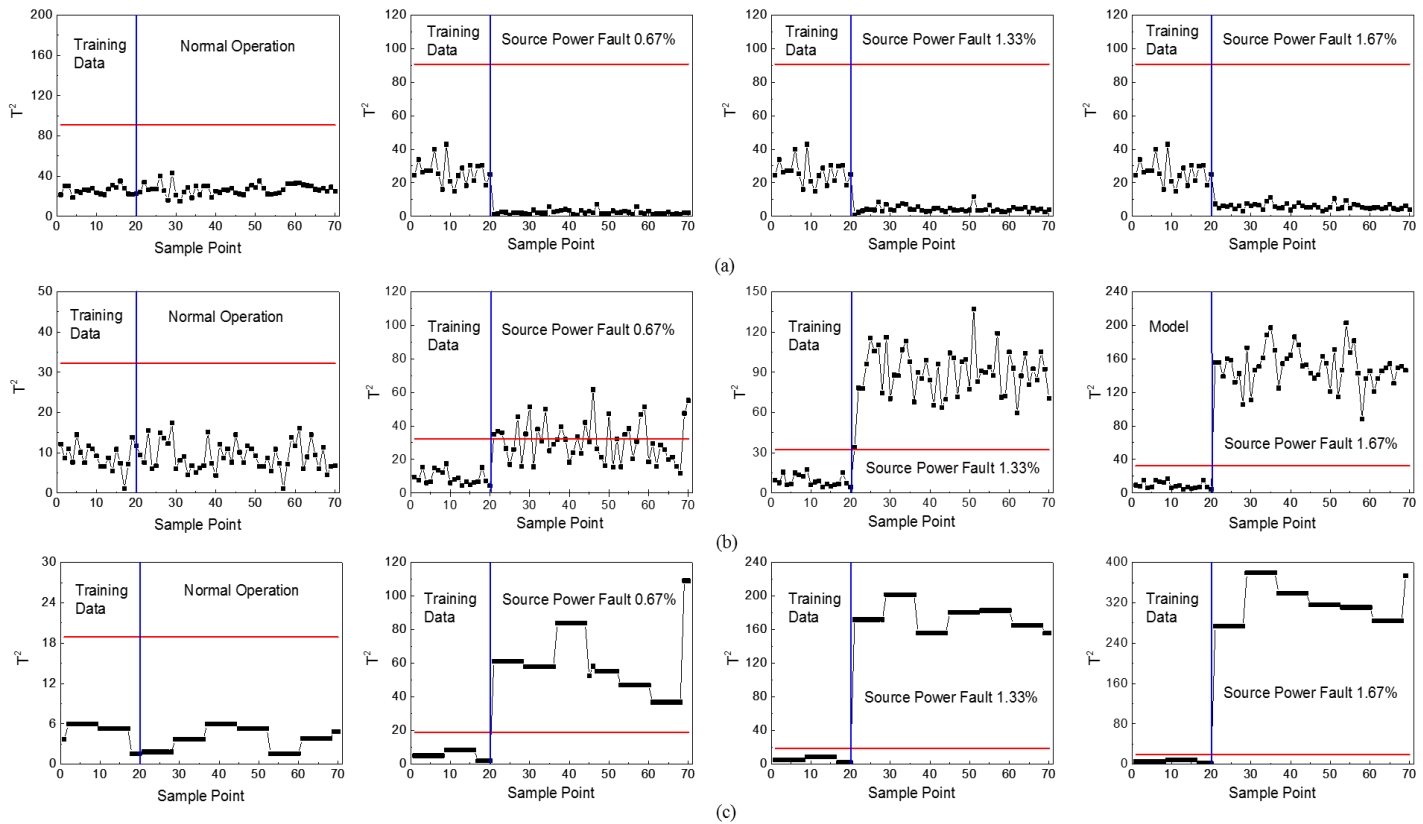 200
160
120
80
40
0
T²
Training
Data
Normal Operation
0 10 20 30 40 50 60 70
Sample Point
120
100
80
60
40
20
0
T²
Training
Data
Source Power Fault 0.67%
0 10 20 30 40 50 60 70
Sample Point
120
100
80
60
40
20
0
T²
Training
Data
Source Power Fault 1.33%
0 10 20 30 40 50 60 70
Sample Point
120
100
80
60
40
20
0
T²
Training
Data
Source Power Fault 1.67%
0 10 20 30 40 50 60 70
Sample Point
(a)
50
40
30
20
10
0
T²
Training
Data
Normal Operation
0 10 20 30 40 50 60 70
Sample Point
120
100
80
60
40
20
0
T²
Training
Data
Source Power Fault 0.67%
0 10 20 30 40 50 60 70
Sample Point
150
120
90
60
30
0
T²
Training
Data
Source Power Fault 1.33%
0 10 20 30 40 50 60 70
Sample Point
240
200
160
120
80
40
0
T²
Model
Source Power Fault 1.67%
0 10 20 30 40 50 60 70
Sample Point
(b)
30
24
18
12
6
0
T²
Training
Data
Normal Operation
0 10 20 30 40 50 60 70
Sample Point
120
100
80
60
40
20
0
T²
Training
Data
Source Power Fault 0.67%
0 10 20 30 40 50 60 70
Sample Point
240
200
160
120
80
40
0
T²
Training
Data
Source Power Fault 1.33%
0 10 20 30 40 50 60 70
Sample Point
400
320
240
160
80
0
T²
Training
Data
Source Power Fault 1.67%
0 10 20 30 40 50 60 70
Sample Point
(c)